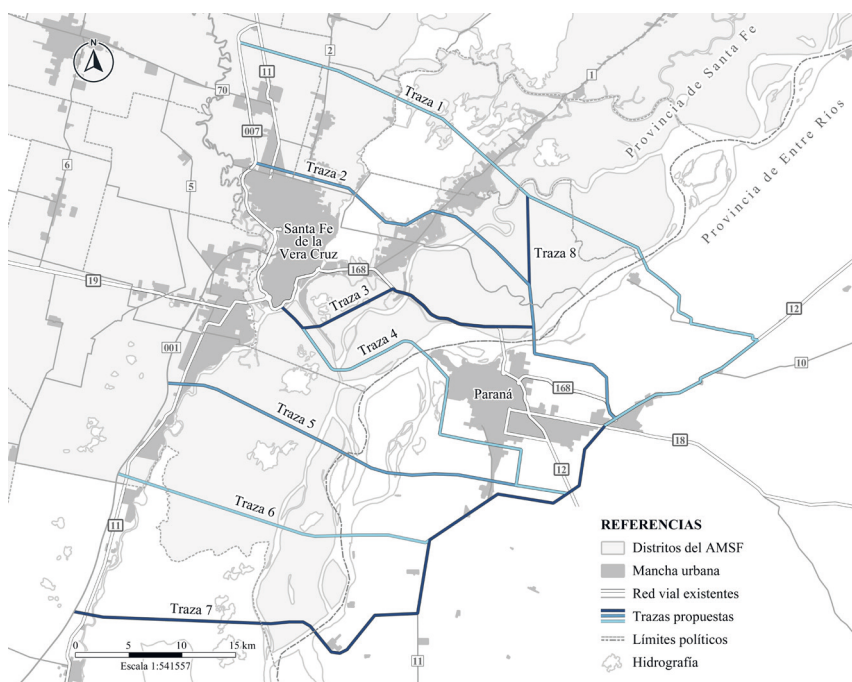 N
2
11
70
1
Traza 1
007
6
5
Provincia de Santa Fe
Provincia de Entre Ríos
Traza 2
Santa Fe
de la
Vera Cruz
Traza 8
168
19
Traza 3
12
001
Traza 4
10
Paraná
168
Traza 5
18
12
Traza 6
11
Traza 7
11
0 5 10 15 km
Escala 1:541557
REFERENCIAS
Distritos del AMSF
Mancha urbana
Red vial existentes
Trazas propuestas
Límites políticos
Hidrografía